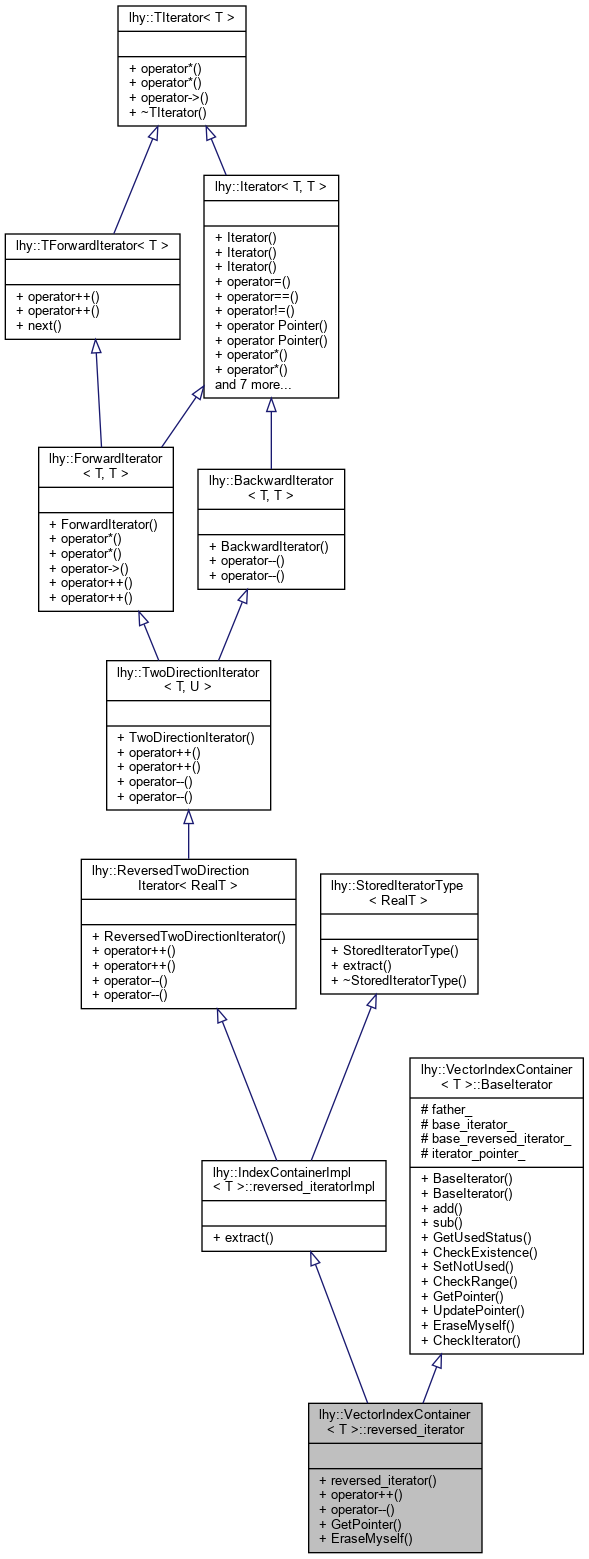 lhy::TIterator< T >
+ operator*()
+ operator*()
+ operator->()
+ ~TIterator()
lhy::Iterator< T, T >
+ Iterator()
+ Iterator()
+ Iterator()
+ operator=()
+ operator==()
+ operator!=()
+ operator Pointer()
+ operator Pointer()
+ operator*()
+ operator*()
and 7 more...
lhy::TForwardIterator< T >
+ operator++()
+ operator++()
+ next()
lhy::ForwardIterator
< T, T >
+ ForwardIterator()
+ operator*()
+ operator*()
+ operator->()
+ operator++()
+ operator++()
lhy::BackwardIterator
< T, T >
+ BackwardIterator()
+ operator--()
+ operator--()
lhy::TwoDirectionIterator
< T, U >
+ TwoDirectionIterator()
+ operator++()
+ operator++()
+ operator--()
+ operator--()
lhy::ReversedTwoDirection
Iterator< RealT >
+ ReversedTwoDirectionIterator()
+ operator++()
+ operator++()
+ operator--()
+ operator--()
lhy::StoredIteratorType
< RealT >
+ StoredIteratorType()
+ extract()
+ ~StoredIteratorType()
lhy::VectorIndexContainer
< T >::BaseIterator
# father_
# base_iterator_
# base_reversed_iterator_
# iterator_pointer_
+ BaseIterator()
+ BaseIterator()
+ add()
+ sub()
+ GetUsedStatus()
+ CheckExistence()
+ SetNotUsed()
+ CheckRange()
+ GetPointer()
+ UpdatePointer()
+ EraseMyself()
+ CheckIterator()
lhy::IndexContainerImpl
< T >::reversed_iteratorImpl
+ extract()
lhy::VectorIndexContainer
< T >::reversed_iterator
+ reversed_iterator()
+ operator++()
+ operator--()
+ GetPointer()
+ EraseMyself()